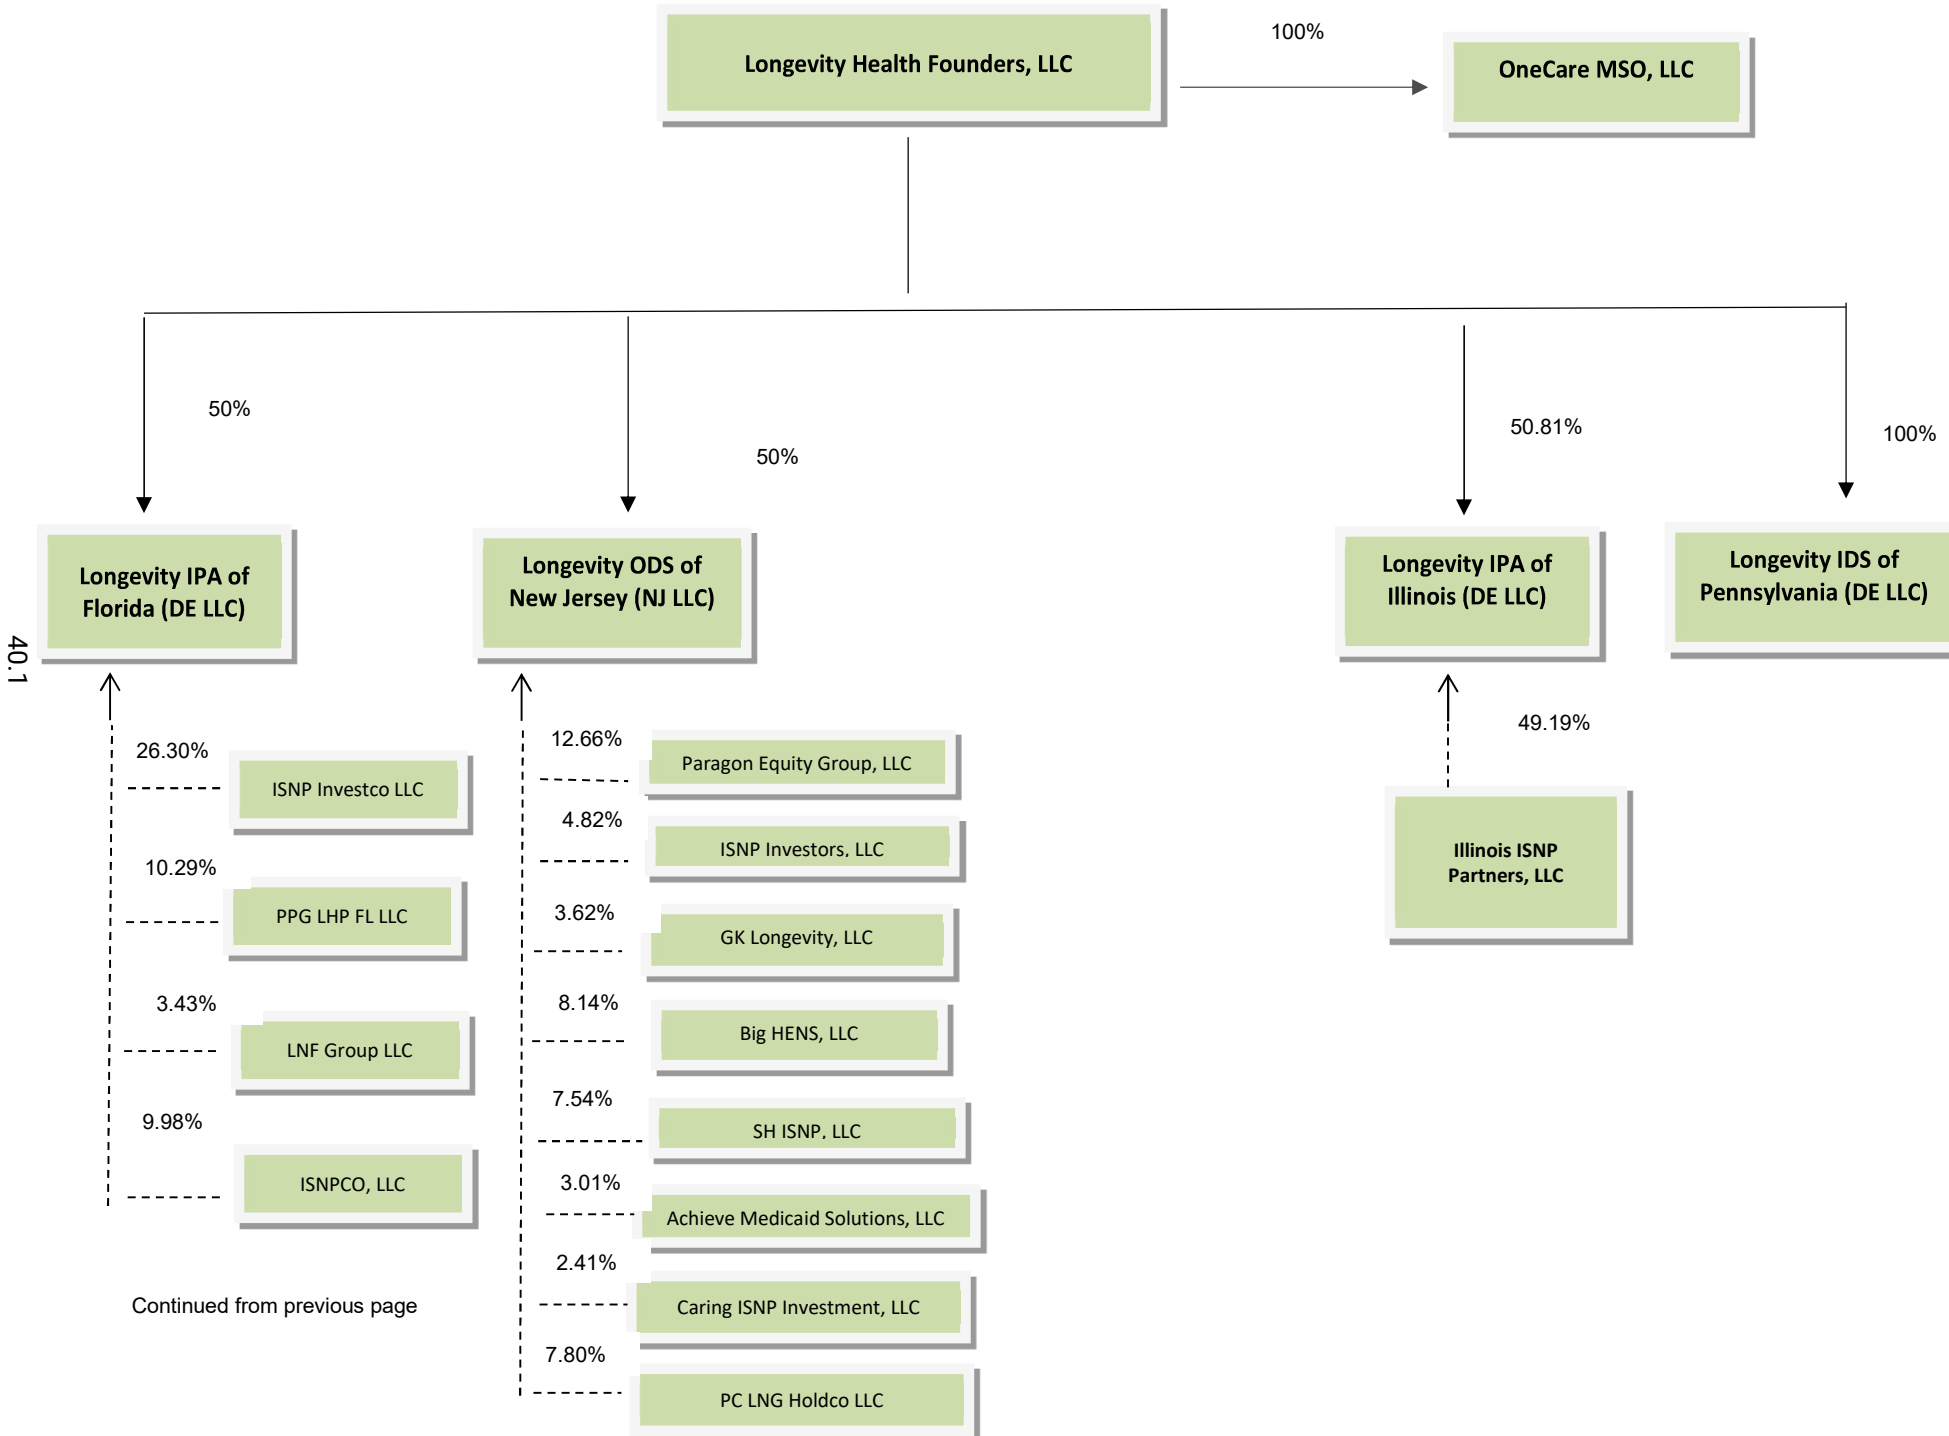 Longevity Health Founders, LLC
100%
OneCare MSO, LLC
50%
50%
50.81%
100%
Longevity IPA of
Florida (DE LLC)
Longevity ODS of
New Jersey (NJ LLC)
Longevity IPA of
Illinois (DE LLC)
Longevity IDS of
Pennsylvania (DE LLC)
40.1
26.30%
ISNP Investco LLC
10.29%
PPG LHP FL LLC
3.43%
LNF Group LLC
9.98%
ISNPCO, LLC
Continued from previous page
12.66%
Paragon Equity Group, LLC
4.82%
ISNP Investors, LLC
3.62%
GK Longevity, LLC
8.14%
Big HENS, LLC
7.54%
SH ISNP, LLC
3.01%
Achieve Medicaid Solutions, LLC
2.41%
Caring ISNP Investment, LLC
7.80%
PC LNG Holdco LLC
49.19%
Illinois ISNP
Partners, LLC